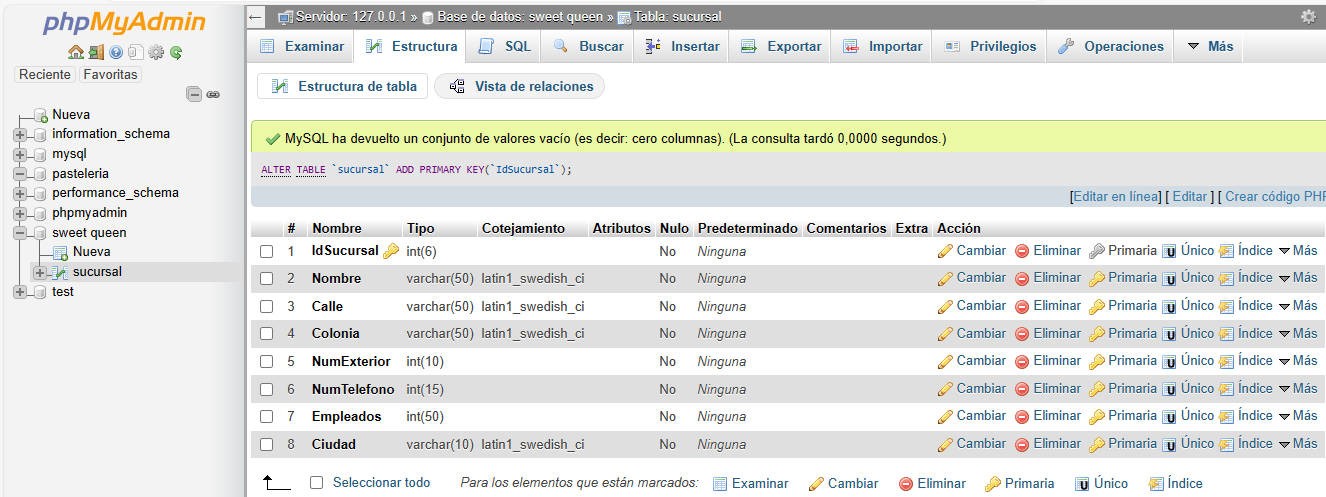 phpMyAdmin
Reciente Favoritas
Nueva
information_schema
mysql
pasteleria
performance_schema
phpmyadmin
sweet queen
Nueva
sucursal
test
Servidor: 127.0.0.1 » Base de datos: sweet queen » Tabla: sucursal
Examinar Estructura SQL Buscar Insertar Exportar Importar Privilegios Operaciones Más
Estructura de tabla Vista de relaciones
MySQL ha devuelto un conjunto de valores vacío (es decir: cero columnas). (La consulta tardó 0,0000 segundos.)
ALTER TABLE `sucursal` ADD PRIMARY KEY(`IdSucursal`);
[Editar en línea] [ Editar ] [ Crear código PHP
# Nombre Tipo Cotejamiento Atributos Nulo Predeterminado Comentarios Extra Acción
1 IdSucursal int(6) No Ninguna Cambiar Eliminar Primaria Único Índice Más
2 Nombre varchar(50) latin1_swedish_ci No Ninguna Cambiar Eliminar Primaria Único Índice Más
3 Calle varchar(50) latin1_swedish_ci No Ninguna Cambiar Eliminar Primaria Único Índice Más
4 Colonia varchar(50) latin1_swedish_ci No Ninguna Cambiar Eliminar Primaria Único Índice Más
5 NumExterior int(10) No Ninguna Cambiar Eliminar Primaria Único Índice Más
6 NumTelefono int(15) No Ninguna Cambiar Eliminar Primaria Único Índice Más
7 Empleados int(50) No Ninguna Cambiar Eliminar Primaria Único Índice Más
8 Ciudad varchar(10) latin1_swedish_ci No Ninguna Cambiar Eliminar Primaria Único Índice Más
Seleccionar todo Para los elementos que están marcados: Examinar Cambiar Eliminar Primaria Único Índice